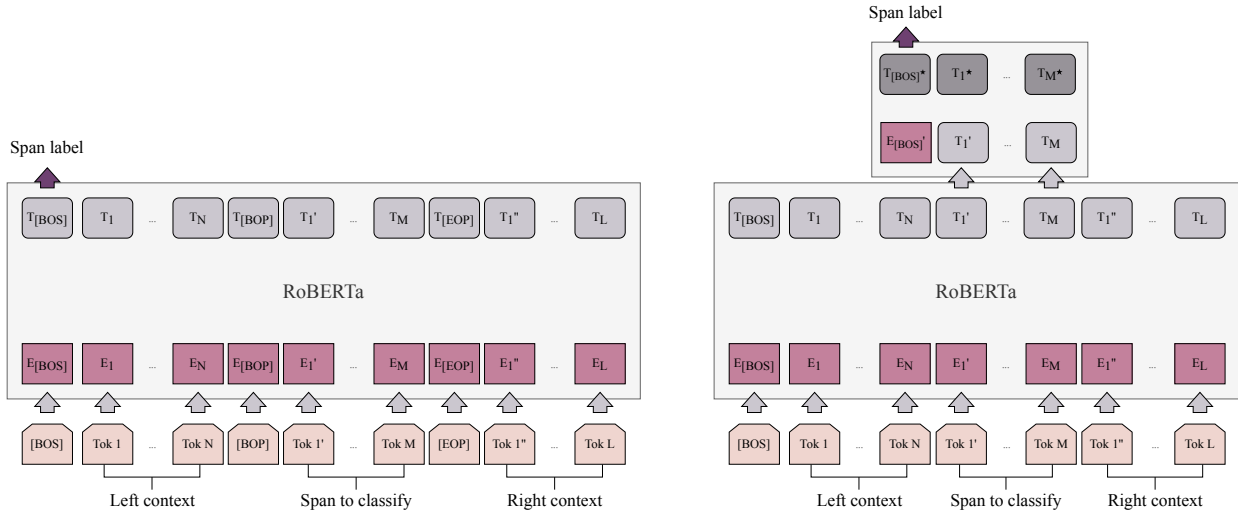 Span label
T[BOS]★ T1★ ... TM★
E[BOS]' T1' ... TM
Span label
T[BOS] T1 ... TN T[BOP] T1' ... TM T[EOP] T1" ... TL
RoBERTa
E[BOS] E1 ... EN E[BOP] E1' ... EM E[EOP] E1" ... EL
[BOS] Tok 1 ... Tok N [BOP] Tok 1' ... Tok M [EOP] Tok 1" ... Tok L
Left context Span to classify Right context
T[BOS] T1 ... TN T1' ... TM T1" ... TL
RoBERTa
E[BOS] E1 ... EN E1' ... EM E1" ... EL
[BOS] Tok 1 ... Tok N Tok 1' ... Tok M Tok 1" ... Tok L
Left context Span to classify Right context